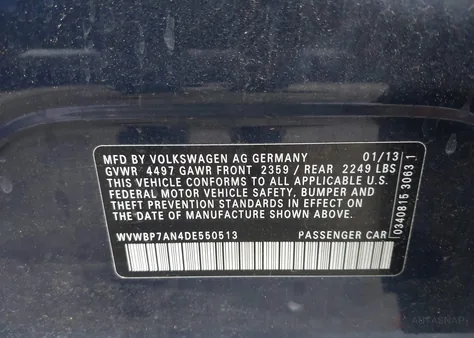 MFD BY VOLKSWAGEN AG GERMANY 01/13
GVWR 4497 GAWR FRONT 2359 / REAR 2249 LBS
THIS VEHICLE CONFORMS TO ALL APPLICABLE U.S.
FEDERAL MOTOR VEHICLE SAFETY, BUMPER AND
THEFT PREVENTION STANDARDS IN EFFECT ON THE
DATE OF MANUFACTURE SHOWN ABOVE.
WVWBP7AN4DE550513 PASSENGER CAR
0340816 3063 1